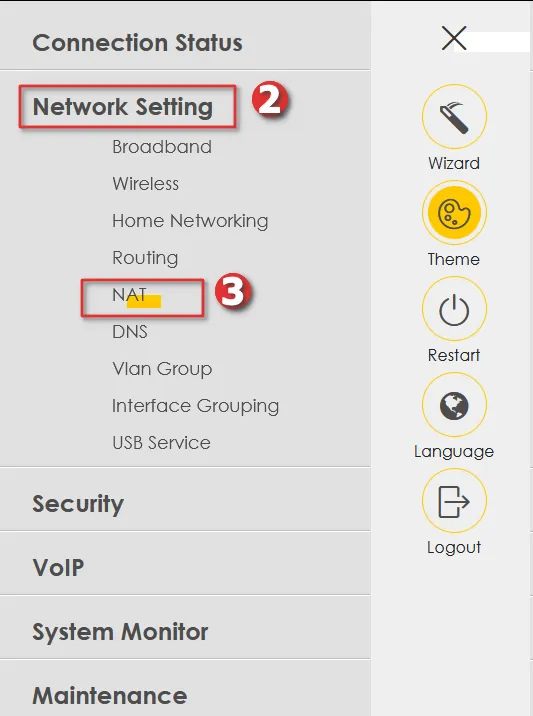 Connection Status
Network Setting
2
Broadband
Wireless
Home Networking
Routing
NAT
3
DNS
Vlan Group
Interface Grouping
USB Service
Security
VoIP
System Monitor
Maintenance
Wizard
Theme
Restart
Language
Logout